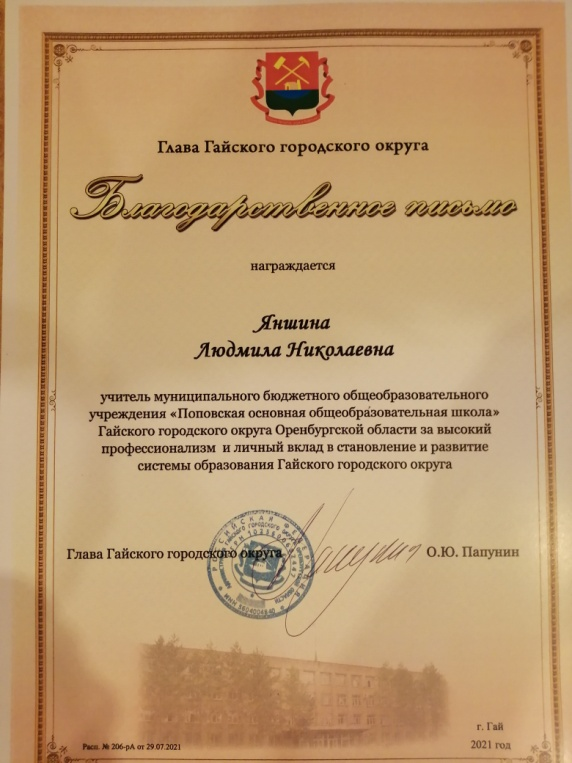 Глава Гайского городского округа
Благодарственное письмо
награждается
Яншина
Людмила Николаевна
учитель муниципального бюджетного общеобразовательного
учреждения «Поповская основная общеобразовательная школа»
Гайского городского округа Оренбургской области за высокий
профессионализм и личный вклад в становление и развитие
системы образования Гайского городского округа
Глава Гайского городского округа
О.Ю. Папунин
РОССИЙСКАЯ ФЕДЕРАЦИЯ
г. Гай
Расп. № 206-рА от 29.07.2021
2021 год